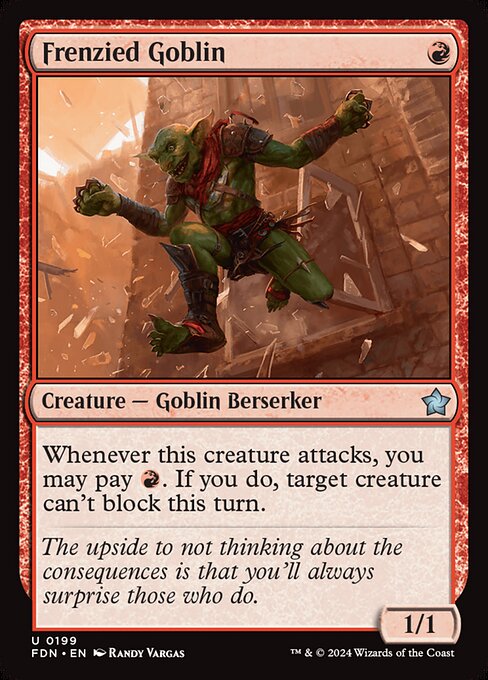 Frenzied Goblin
Creature — Goblin Berserker
Whenever this creature attacks, you
may pay . If you do, target creature
can't block this turn.
The upside to not thinking about the
consequences is that you'll always
surprise those who do.
1/1
U 0199
FDN • EN Randy Vargas
™ & © 2024 Wizards of the Coast